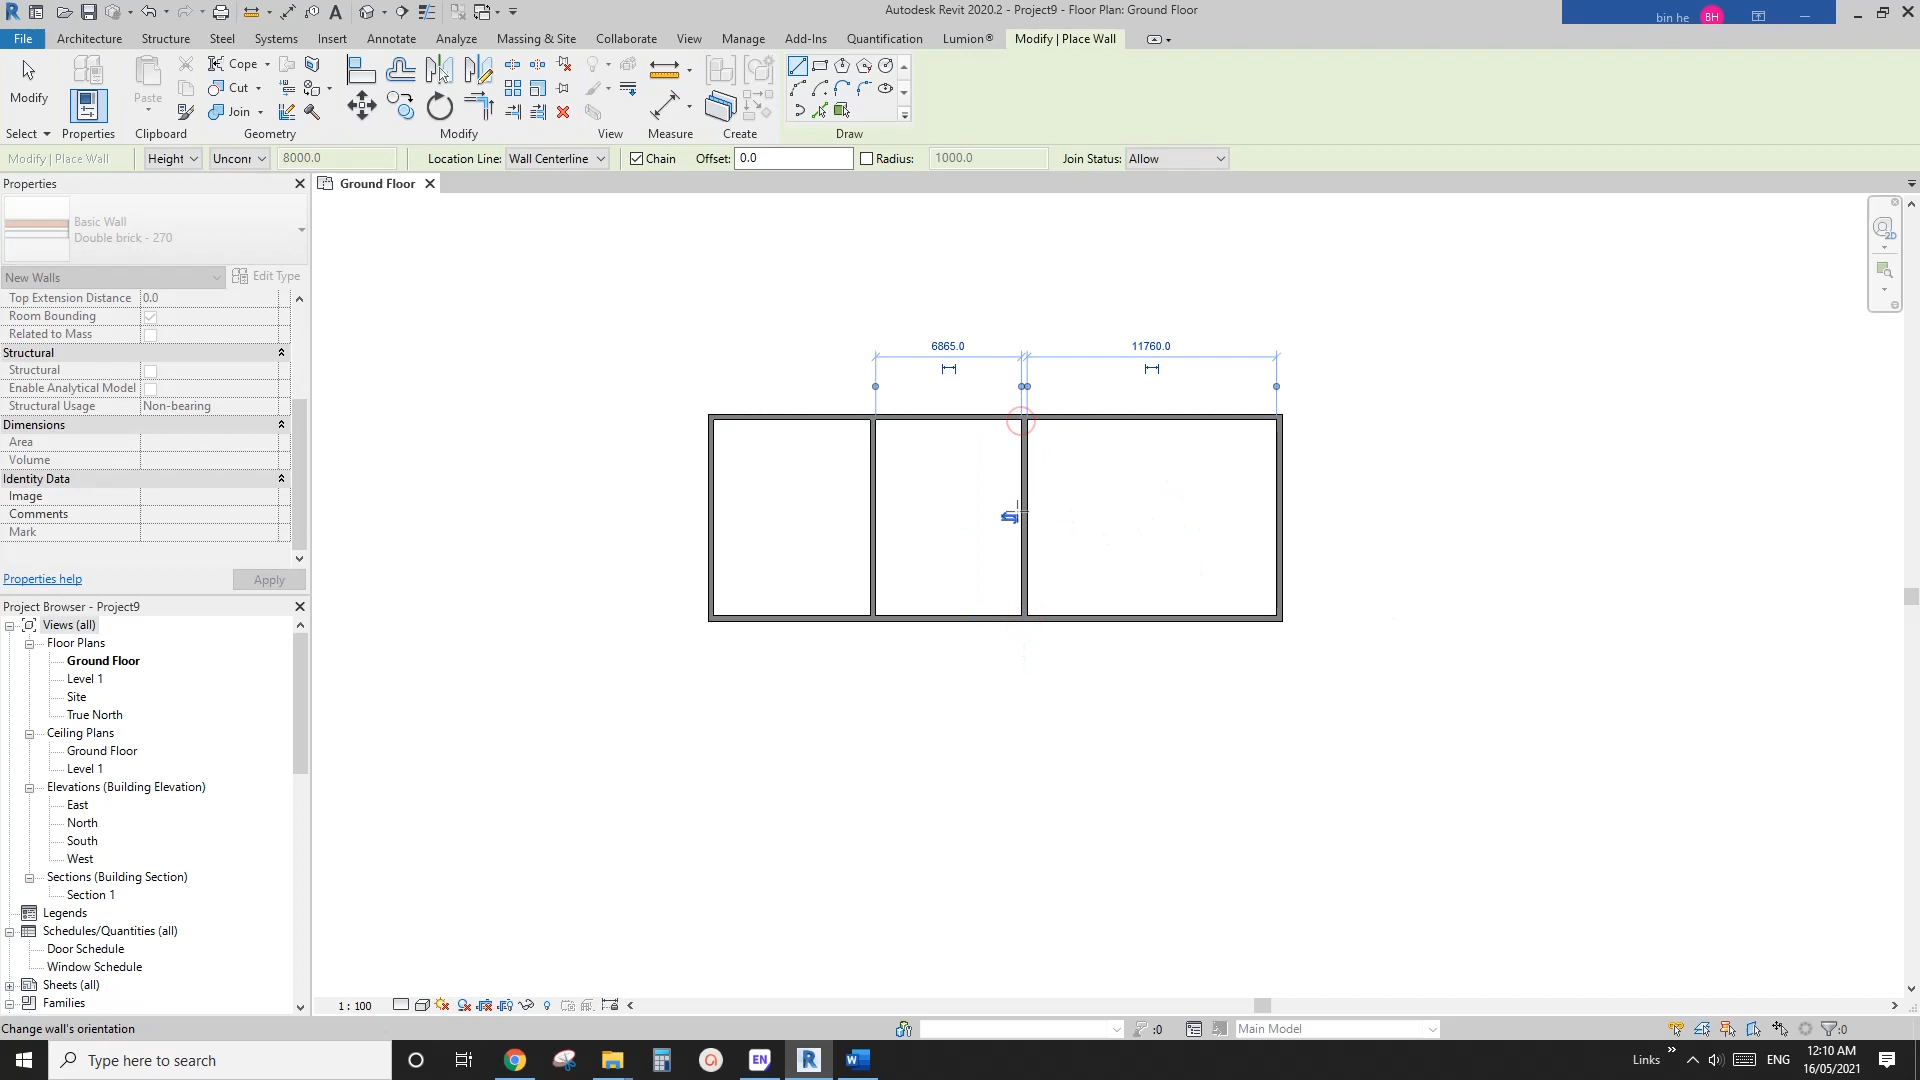 Autodesk Revit 2020.2 - Project9 - Floor Plan: Ground Floor
bin he
BH
File
Architecture
Structure
Steel
Systems
Insert
Annotate
Analyze
Massing & Site
Collaborate
View
Manage
Add-Ins
Quantification
Lumion®
Modify | Place Wall
Modify
Paste
Cope
Cut
Join
Select
Properties
Clipboard
Geometry
Modify
View
Measure
Create
Draw
Modify | Place Wall
Height
Unconr
8000.0
Location Line: Wall Centerline
Chain
Offset: 0.0
Radius: 1000.0
Join Status: Allow
Properties
Ground Floor
Basic Wall
Double brick - 270
New Walls
Edit Type
Top Extension Distance 0.0
Room Bounding
Related to Mass
Structural
Structural
Enable Analytical Model
Structural Usage Non-bearing
Dimensions
Area
Volume
Identity Data
Image
Comments
Mark
Properties help
Apply
6865.0
11760.0
Project Browser - Project9
Views (all)
Floor Plans
Ground Floor
Level 1
Site
True North
Ceiling Plans
Ground Floor
Level 1
Elevations (Building Elevation)
East
North
South
West
Sections (Building Section)
Section 1
Legends
Schedules/Quantities (all)
Door Schedule
Window Schedule
Sheets (all)
Families
2D
1 : 100
Change wall's orientation
:0
Main Model
:0
Type here to search
EN
Links
ENG
12:10 AM
16/05/2021